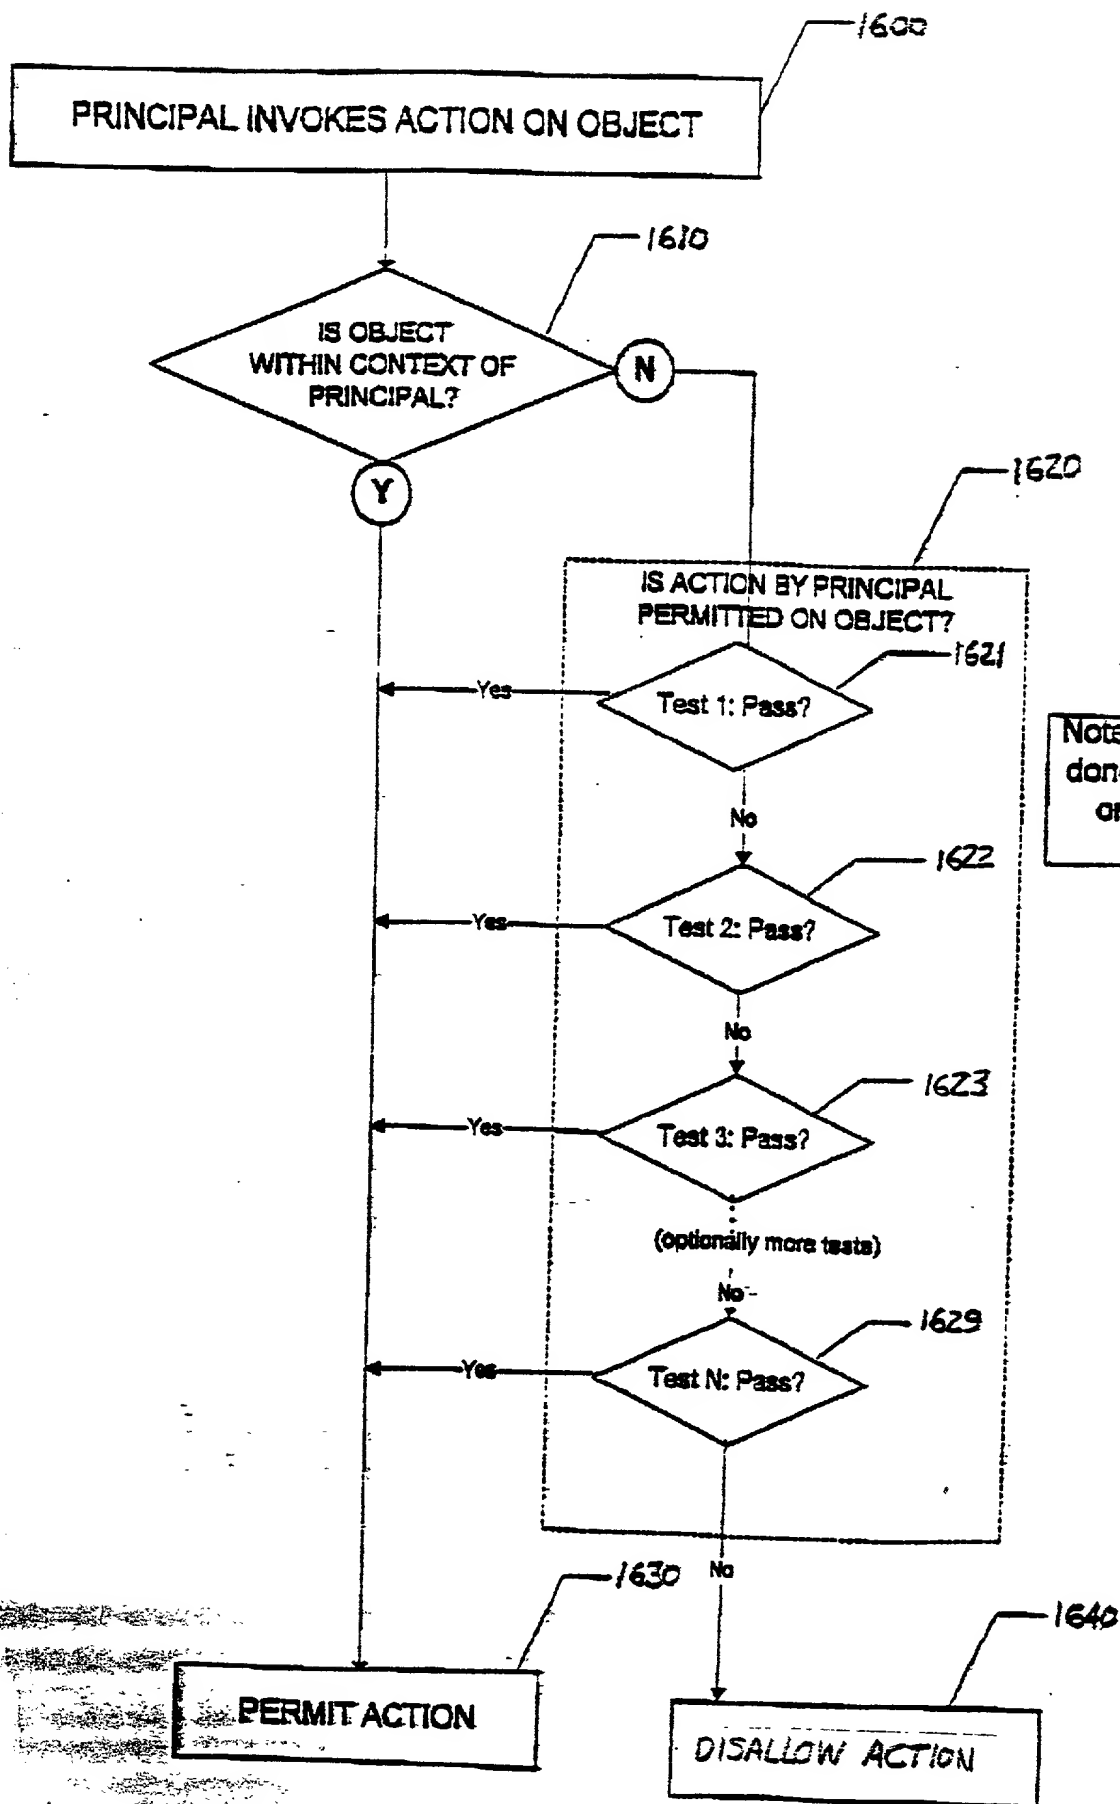 1600
PRINCIPAL INVOKES ACTION ON OBJECT
1610
IS OBJECT
WITHIN CONTEXT OF
PRINCIPAL?
N
Y
1620
IS ACTION BY PRINCIPAL
PERMITTED ON OBJECT?
1621
Test 1: Pass?
Yes
No
Note
1622
Test 2: Pass?
Yes
No
1623
Test 3: Pass?
Yes
(optionally more tests)
No
1629
Test N: Pass?
Yes
No
1630
PERMIT ACTION
1640
DISALLOW ACTION